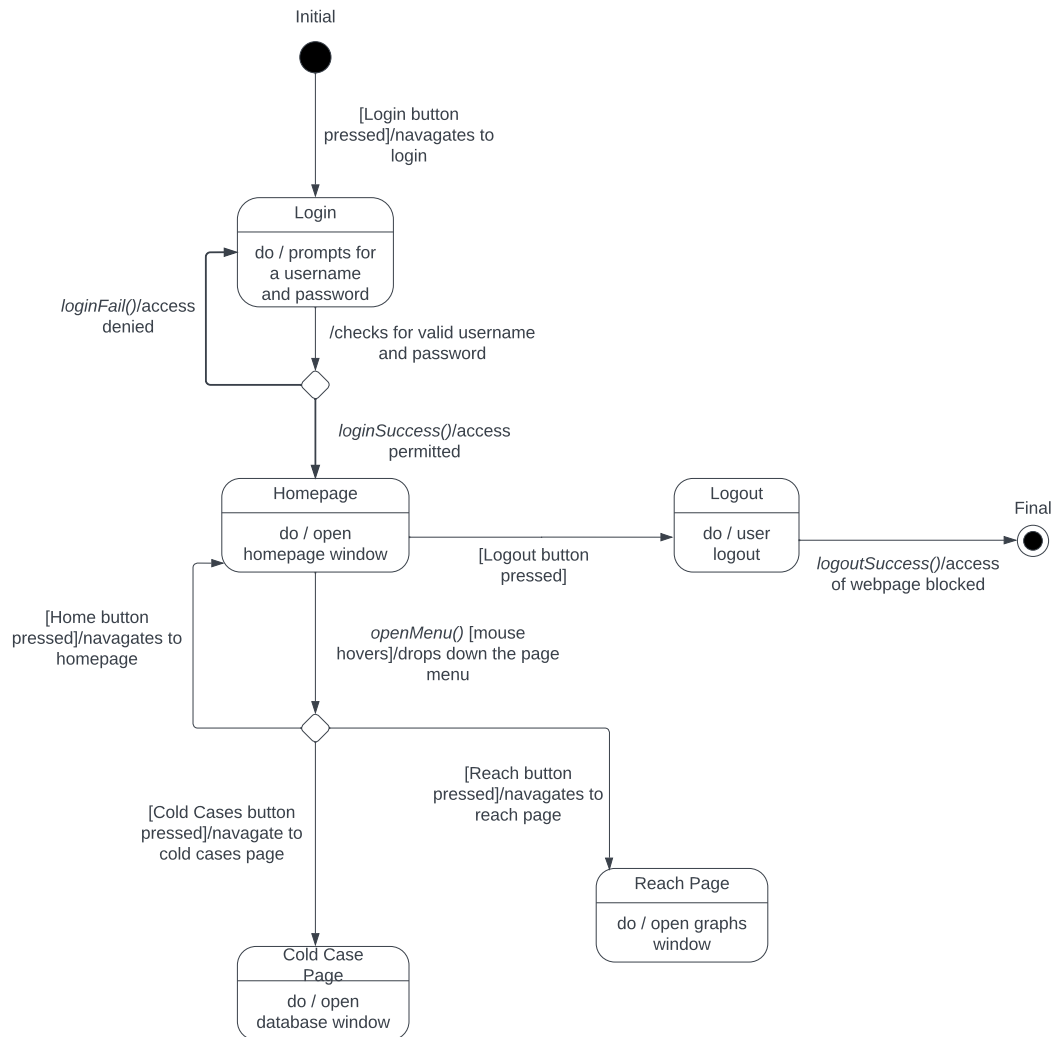 Initial
[Login button
pressed]/navagates to
login
Login
do / prompts for
a username
and password
loginFail()/access
denied
/checks for valid username
and password
loginSuccess()/access
permitted
Homepage
do / open
homepage window
[Logout button
pressed]
Logout
do / user
logout
Final
logoutSuccess()/access
of webpage blocked
[Home button
pressed]/navagates to
homepage
openMenu() [mouse
hovers]/drops down the page
menu
[Reach button
pressed]/navagates to
reach page
[Cold Cases button
pressed]/navagate to
cold cases page
Reach Page
do / open graphs
window
Cold Case
Page
do / open
database window